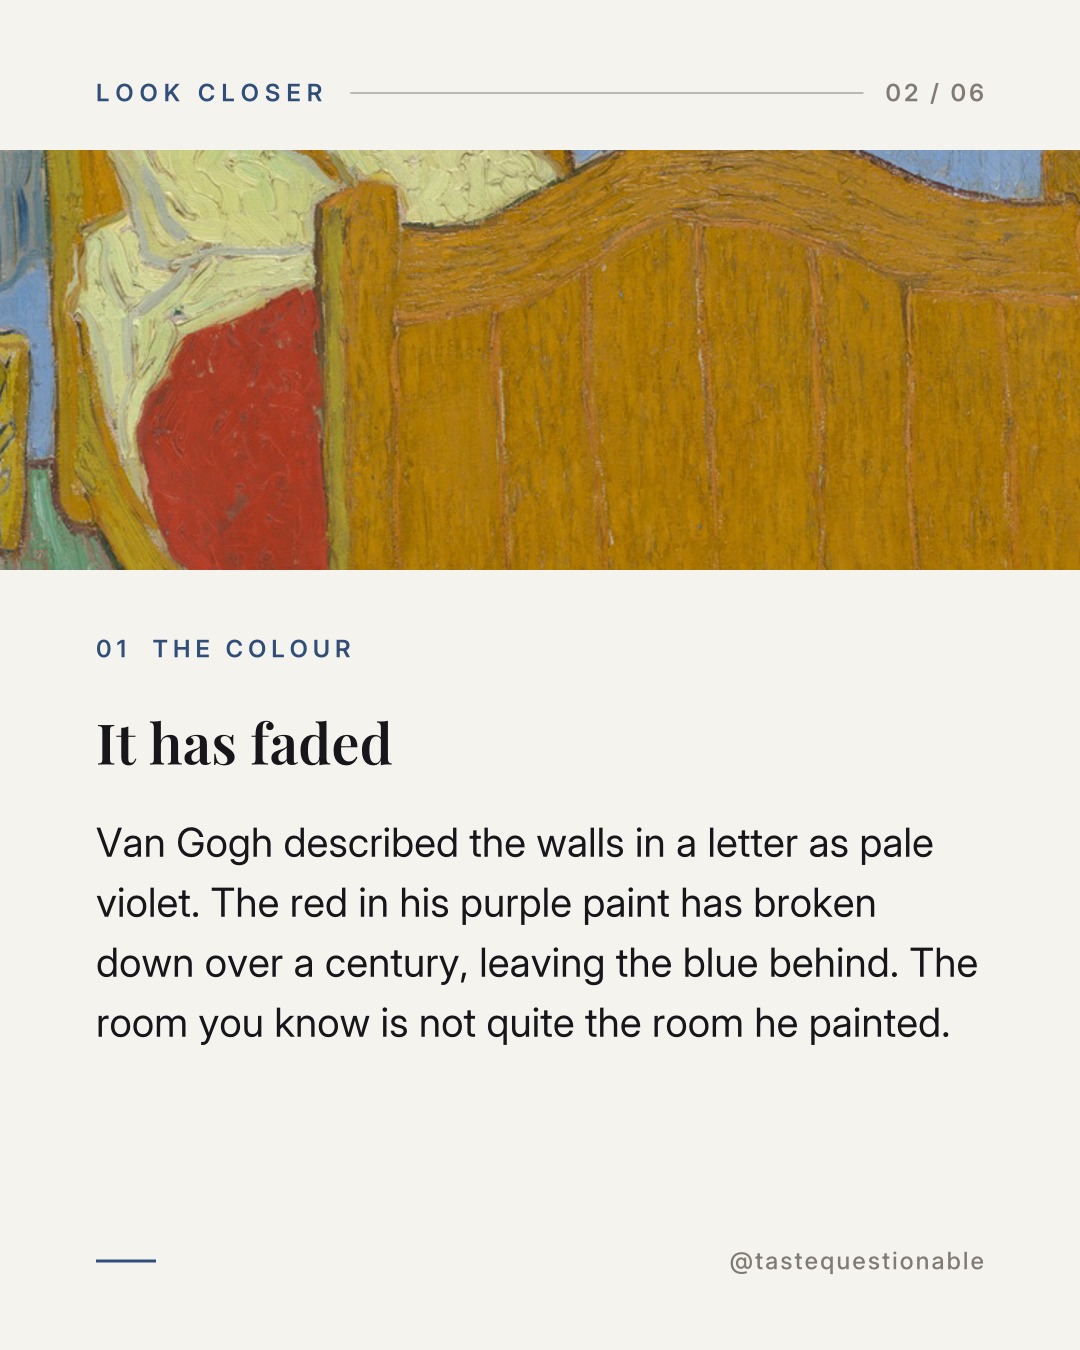 LOOK CLOSER
02 / 06
01 THE COLOUR
It has faded
Van Gogh described the walls in a letter as pale
violet. The red in his purple paint has broken
down over a century, leaving the blue behind. The
room you know is not quite the room he painted.
@tastequestionable